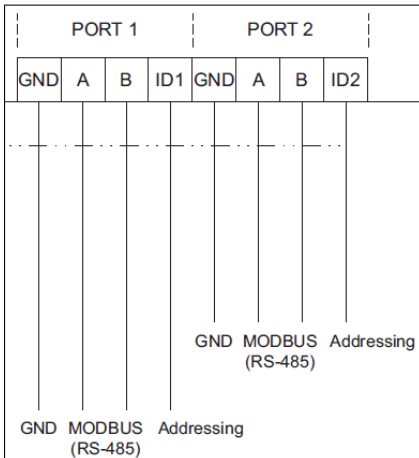 PORT 1 PORT 2
GND A B ID1 GND A B ID2
GND MODBUS Addressing
(RS-485)
GND MODBUS Addressing
(RS-485)